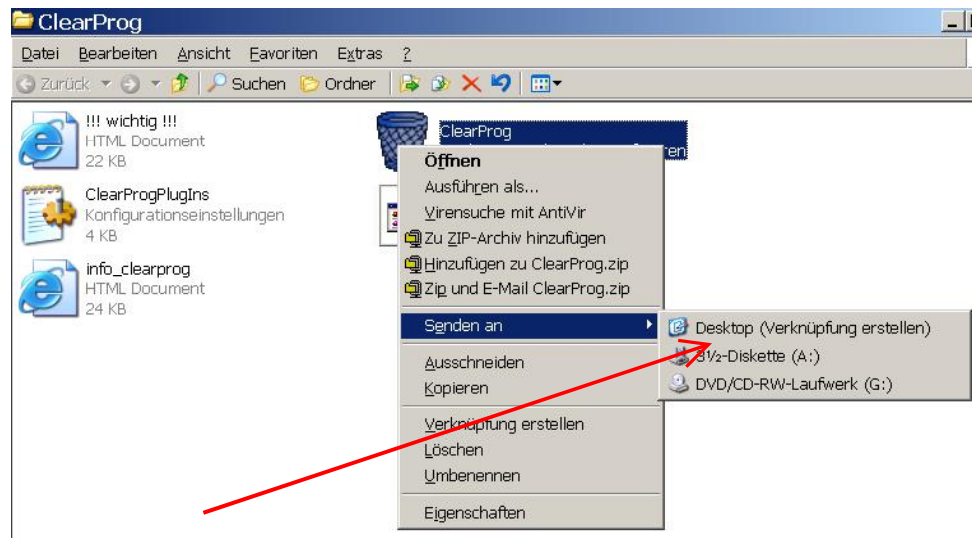 ClearProg
Datei Bearbeiten Ansicht Favoriten Extras ?
Zurück Suchen Ordner
!!! wichtig !!!
HTML Document
22 KB
ClearProgPlugIns
Konfigurationseinstellungen
4 KB
info_clearprog
HTML Document
24 KB
ClearProg
Öffnen
Ausführen als...
Virensuche mit AntiVir
Zu ZIP-Archiv hinzufügen
Hinzufügen zu ClearProg.zip
Zip und E-Mail ClearProg.zip
Senden an
Ausschneiden
Kopieren
Verknüpfung erstellen
Löschen
Umbenennen
Eigenschaften
Desktop (Verknüpfung erstellen)
3½-Diskette (A:)
DVD/CD-RW-Laufwerk (G:)